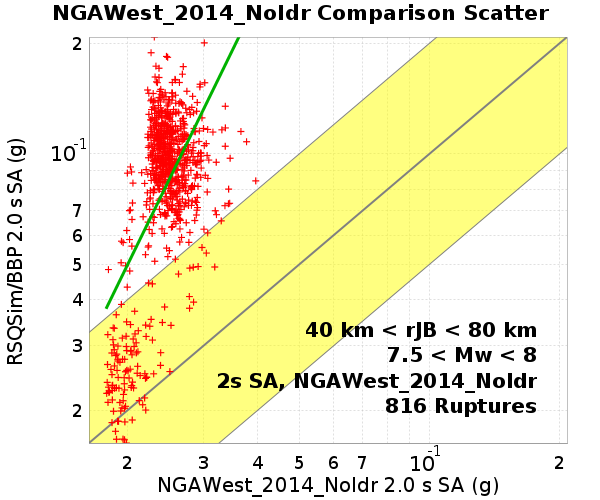 NGAWest_2014_NoIdr Comparison Scatter
RSQSim/BBP 2.0 s SA (g)
2
10-1
7
6
5
4
3
2
40 km < rJB < 80 km
7.5 < Mw < 8
2s SA, NGAWest_2014_NoIdr
816 Ruptures
2 3 4 5 6 7 10-1 2
NGAWest_2014_NoIdr 2.0 s SA (g)